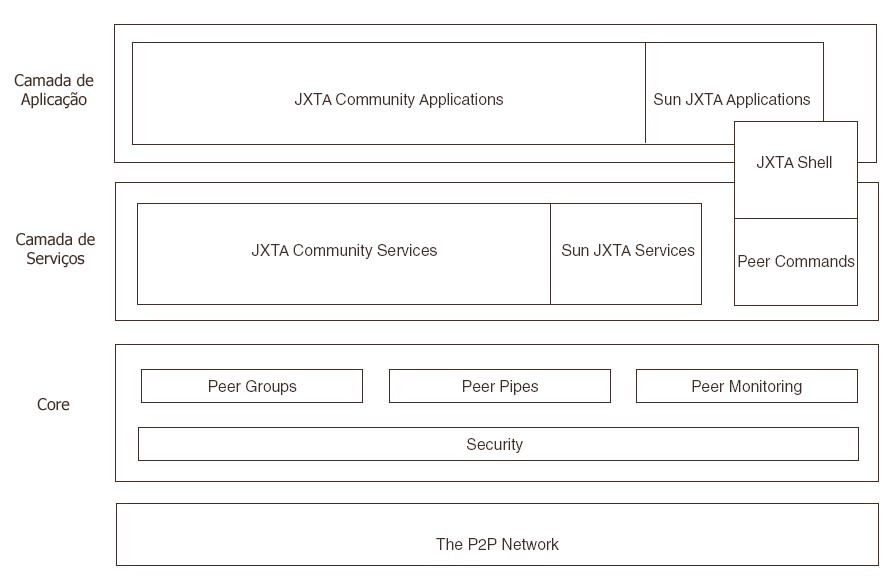 Camada de
Aplicação
JXTA Community Applications
Sun JXTA Applications
JXTA Shell
Camada de
Serviços
JXTA Community Services
Sun JXTA Services
Peer Commands
Core
Peer Groups
Peer Pipes
Peer Monitoring
Security
The P2P Network